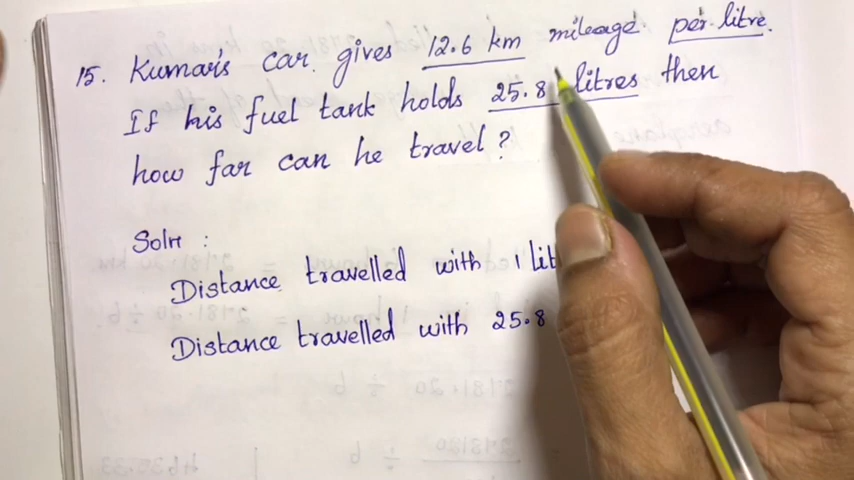 15. Kumar's car gives 12.6 km mileage per litre.
If his fuel tank holds 25.8 litres then
how far can he travel?
Soln :
Distance travelled with 1 lit
Distance travelled with 25.8